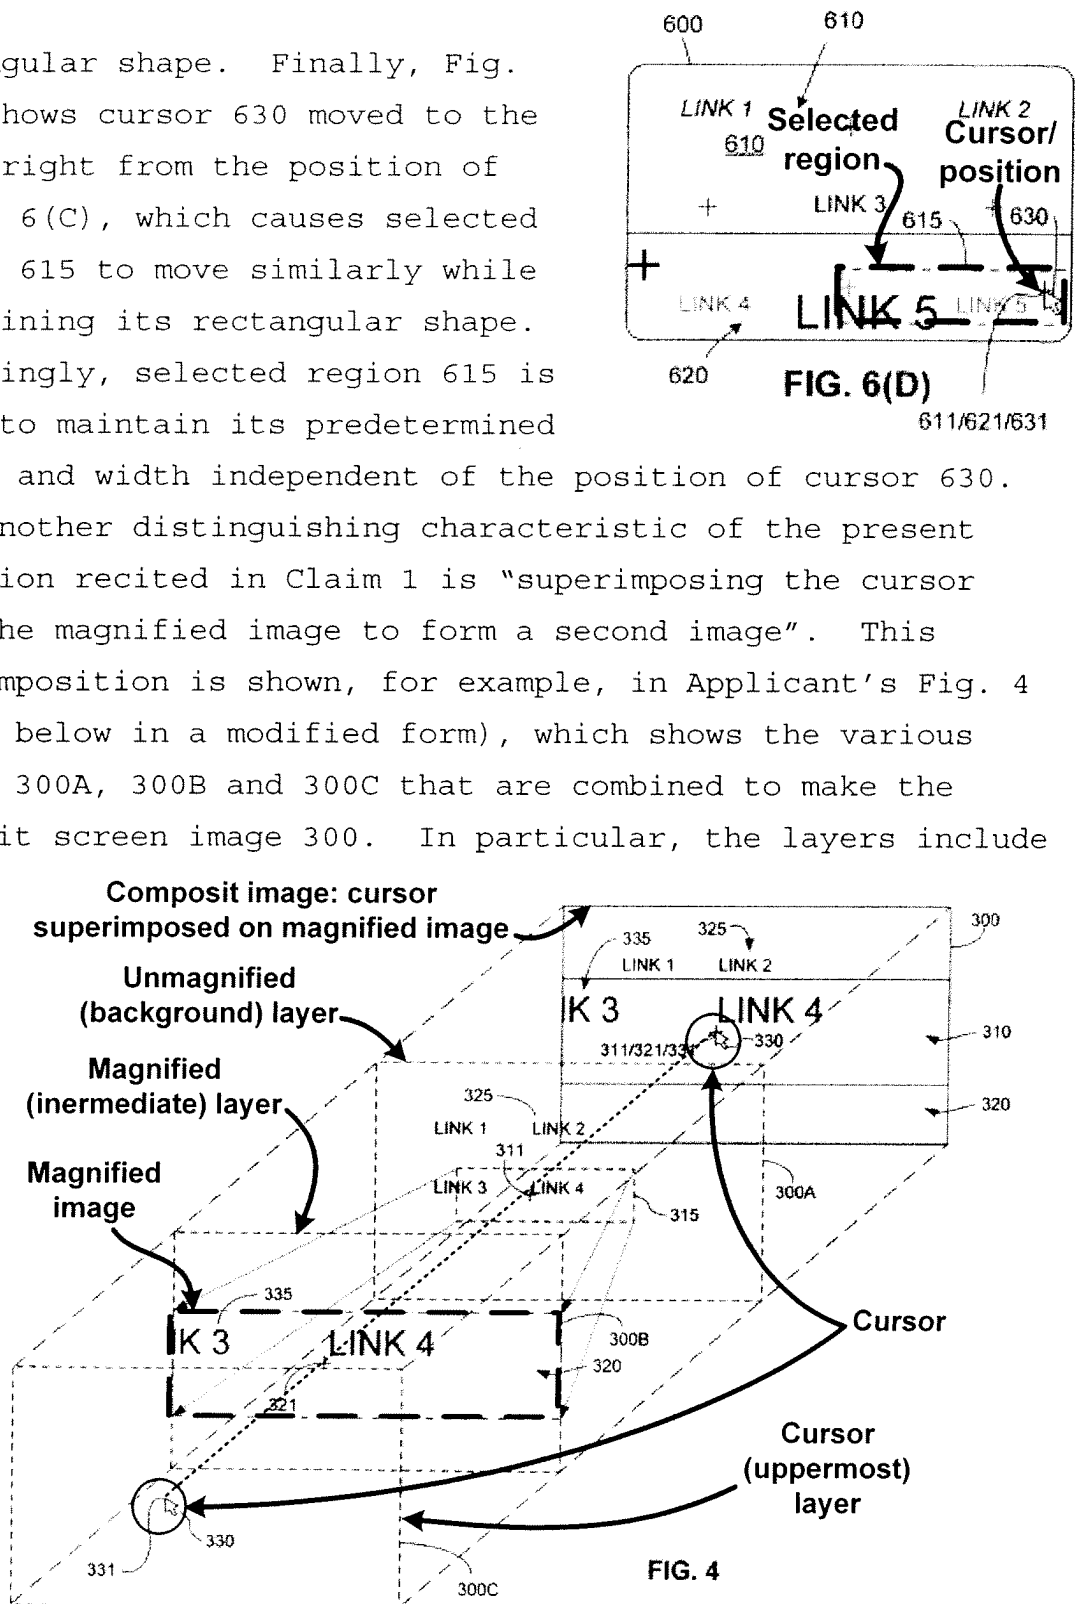 gular shape. Finally, Fig.
hows cursor 630 moved to the
right from the position of
6(C), which causes selected
615 to move similarly while
ining its rectangular shape.
ingly, selected region 615 is
to maintain its predetermined
and width independent of the position of cursor 630.
nother distinguishing characteristic of the present
ion recited in Claim 1 is “superimposing the cursor
he magnified image to form a second image”. This
mposition is shown, for example, in Applicant’s Fig. 4
below in a modified form), which shows the various
300A, 300B and 300C that are combined to make the
it screen image 300. In particular, the layers include
600
610
LINK 1
LINK 2
Selected
region
610
Cursor/
position
LINK 3
615
630
LINK 4
LINK 5
LINK 5
620
FIG. 6(D)
611/621/631
Composit image: cursor
superimposed on magnified image
335
325
300
LINK 1
LINK 2
Unmagnified
(background) layer
IK 3
LINK 4
330
310
311/321/331
Magnified
(inermediate) layer
325
320
LINK 1
LINK 2
311
Magnified
image
LINK 3
LINK 4
315
300A
335
IK 3
LINK 4
300B
320
Cursor
321
Cursor
(uppermost)
layer
330
331
300C
FIG. 4